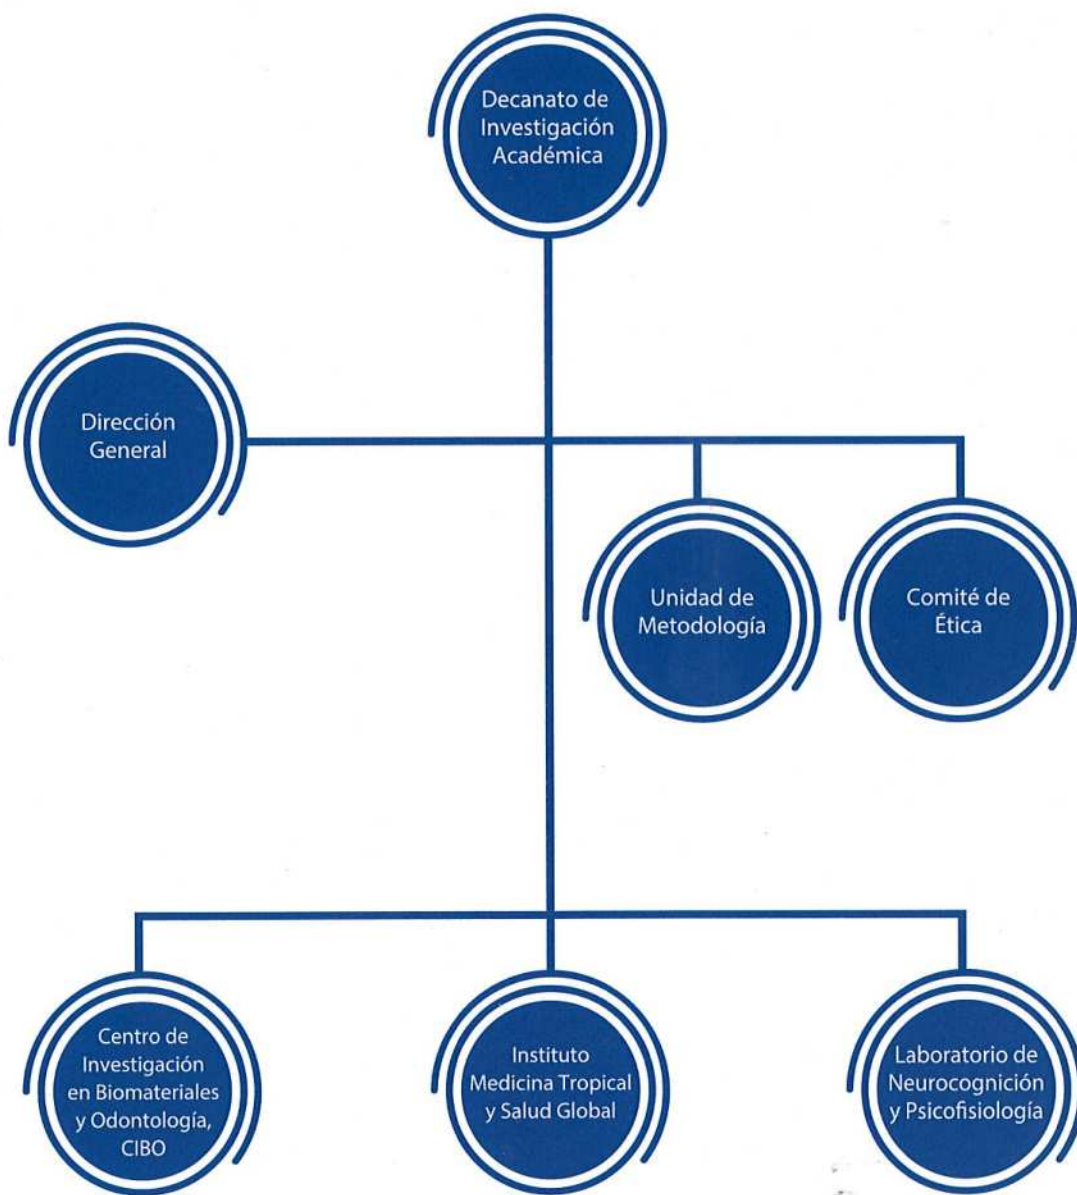 Decanato de
Investigación
Académica
Dirección
General
Unidad de
Metodología
Comité de
Ética
Centro de
Investigación
en Biomateriales
y Odontología,
CIBO
Instituto
Medicina Tropical
y Salud Global
Laboratorio de
Neurocognición
y Psicofisiología